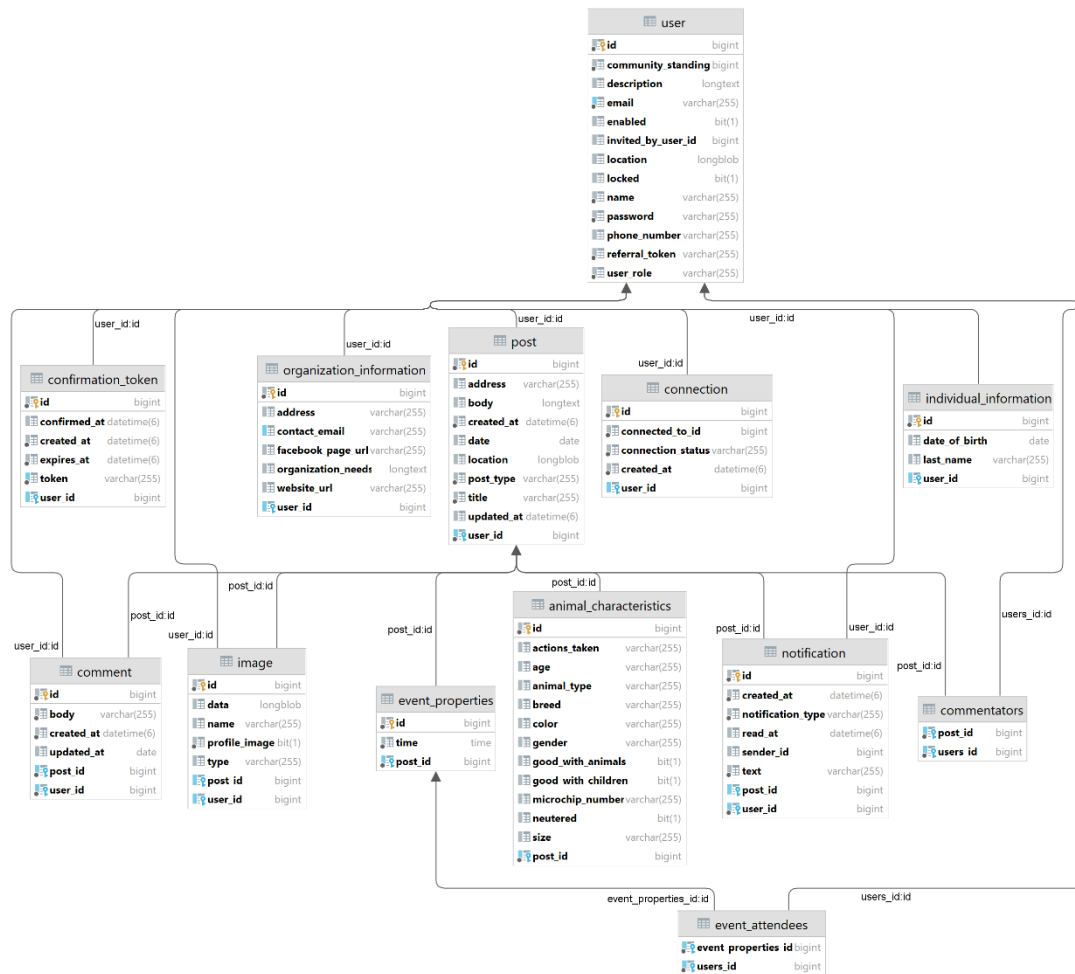 user
id bigint
community_standing bigint
description longtext
email varchar(255)
enabled bit(1)
invited_by_user_id bigint
location longblob
locked bit(1)
name varchar(255)
password varchar(255)
phone_number varchar(255)
referral_token varchar(255)
user_role varchar(255)
user_id:id
user_id:id
user_id:id
user_id:id
user_id:id
confirmation_token
id bigint
confirmed_at datetime(6)
created_at datetime(6)
expires_at datetime(6)
token varchar(255)
user_id bigint
organization_information
id bigint
address varchar(255)
contact_email varchar(255)
facebook_page_url varchar(255)
organization_needs longtext
website_url varchar(255)
user_id bigint
post
id bigint
address varchar(255)
body longtext
created_at datetime(6)
date date
location longblob
post_type varchar(255)
title varchar(255)
updated_at datetime(6)
user_id bigint
connection
id bigint
connected_to_id bigint
connection_status varchar(255)
created_at datetime(6)
user_id bigint
individual_information
id bigint
date_of_birth date
last_name varchar(255)
user_id bigint
post_id:id
post_id:id
post_id:id
post_id:id
post_id:id
post_id:id
user_id:id
user_id:id
user_id:id
users_id:id
comment
id bigint
body varchar(255)
created_at datetime(6)
updated_at date
post_id bigint
user_id bigint
image
id bigint
data longblob
name varchar(255)
profile_image bit(1)
type varchar(255)
post_id bigint
user_id bigint
event_properties
id bigint
time time
post_id bigint
animal_characteristics
id bigint
actions_taken varchar(255)
age varchar(255)
animal_type varchar(255)
breed varchar(255)
color varchar(255)
gender varchar(255)
good_with_animals bit(1)
good_with_children bit(1)
microchip_number varchar(255)
neutered bit(1)
size varchar(255)
post_id bigint
notification
id bigint
created_at datetime(6)
notification_type varchar(255)
read_at datetime(6)
sender_id bigint
text varchar(255)
post_id bigint
user_id bigint
commentators
post_id bigint
users_id bigint
event_properties_id:id
users_id:id
event_attendees
event_properties_id bigint
users_id bigint